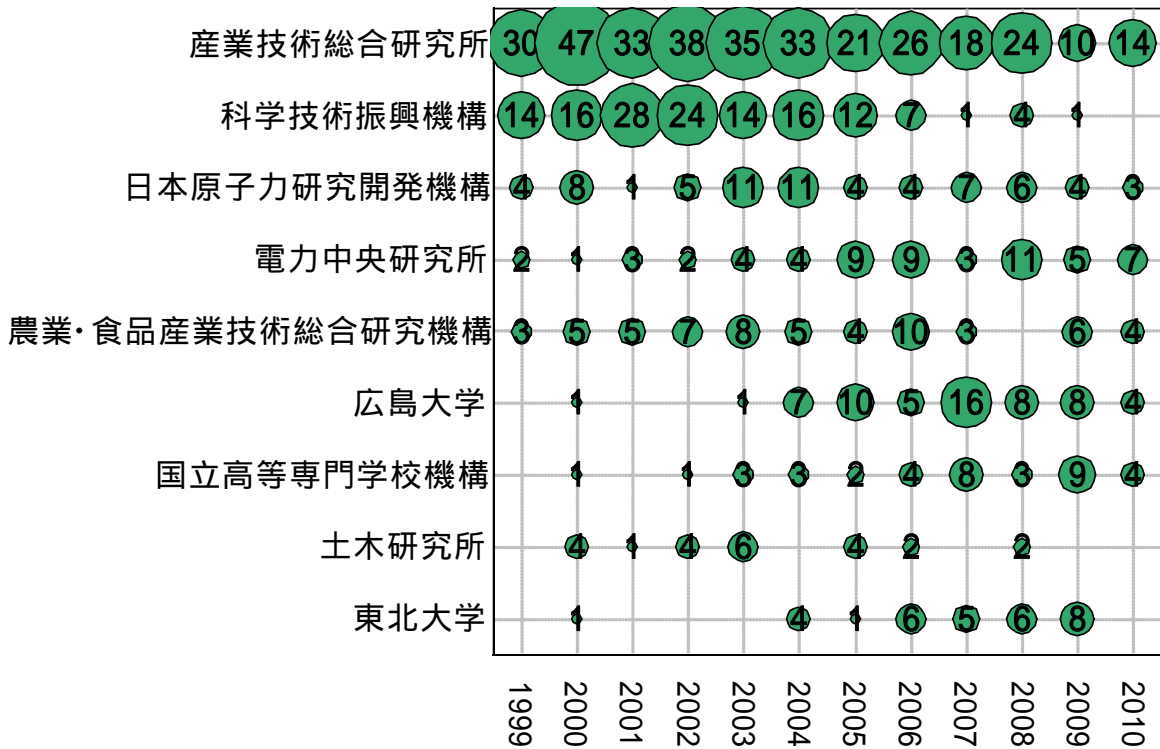 産業技術総合研究所 30 47 33 38 35 33 21 26 18 24 10 14
科学技術振興機構 14 16 28 24 14 16 12 7 1 4 1
日本原子力研究開発機構 4 8 1 5 11 11 4 4 7 6 4 3
電力中央研究所 2 1 3 2 4 4 9 9 3 11 5 7
農業・食品産業技術総合研究機構 3 5 5 7 8 5 4 10 3 6 4
広島大学 1 1 7 10 5 16 8 8 4
国立高等専門学校機構 1 1 3 3 2 4 8 3 9 4
土木研究所 4 1 4 6 4 2 2
東北大学 1 4 1 6 5 6 8
1999 2000 2001 2002 2003 2004 2005 2006 2007 2008 2009 2010